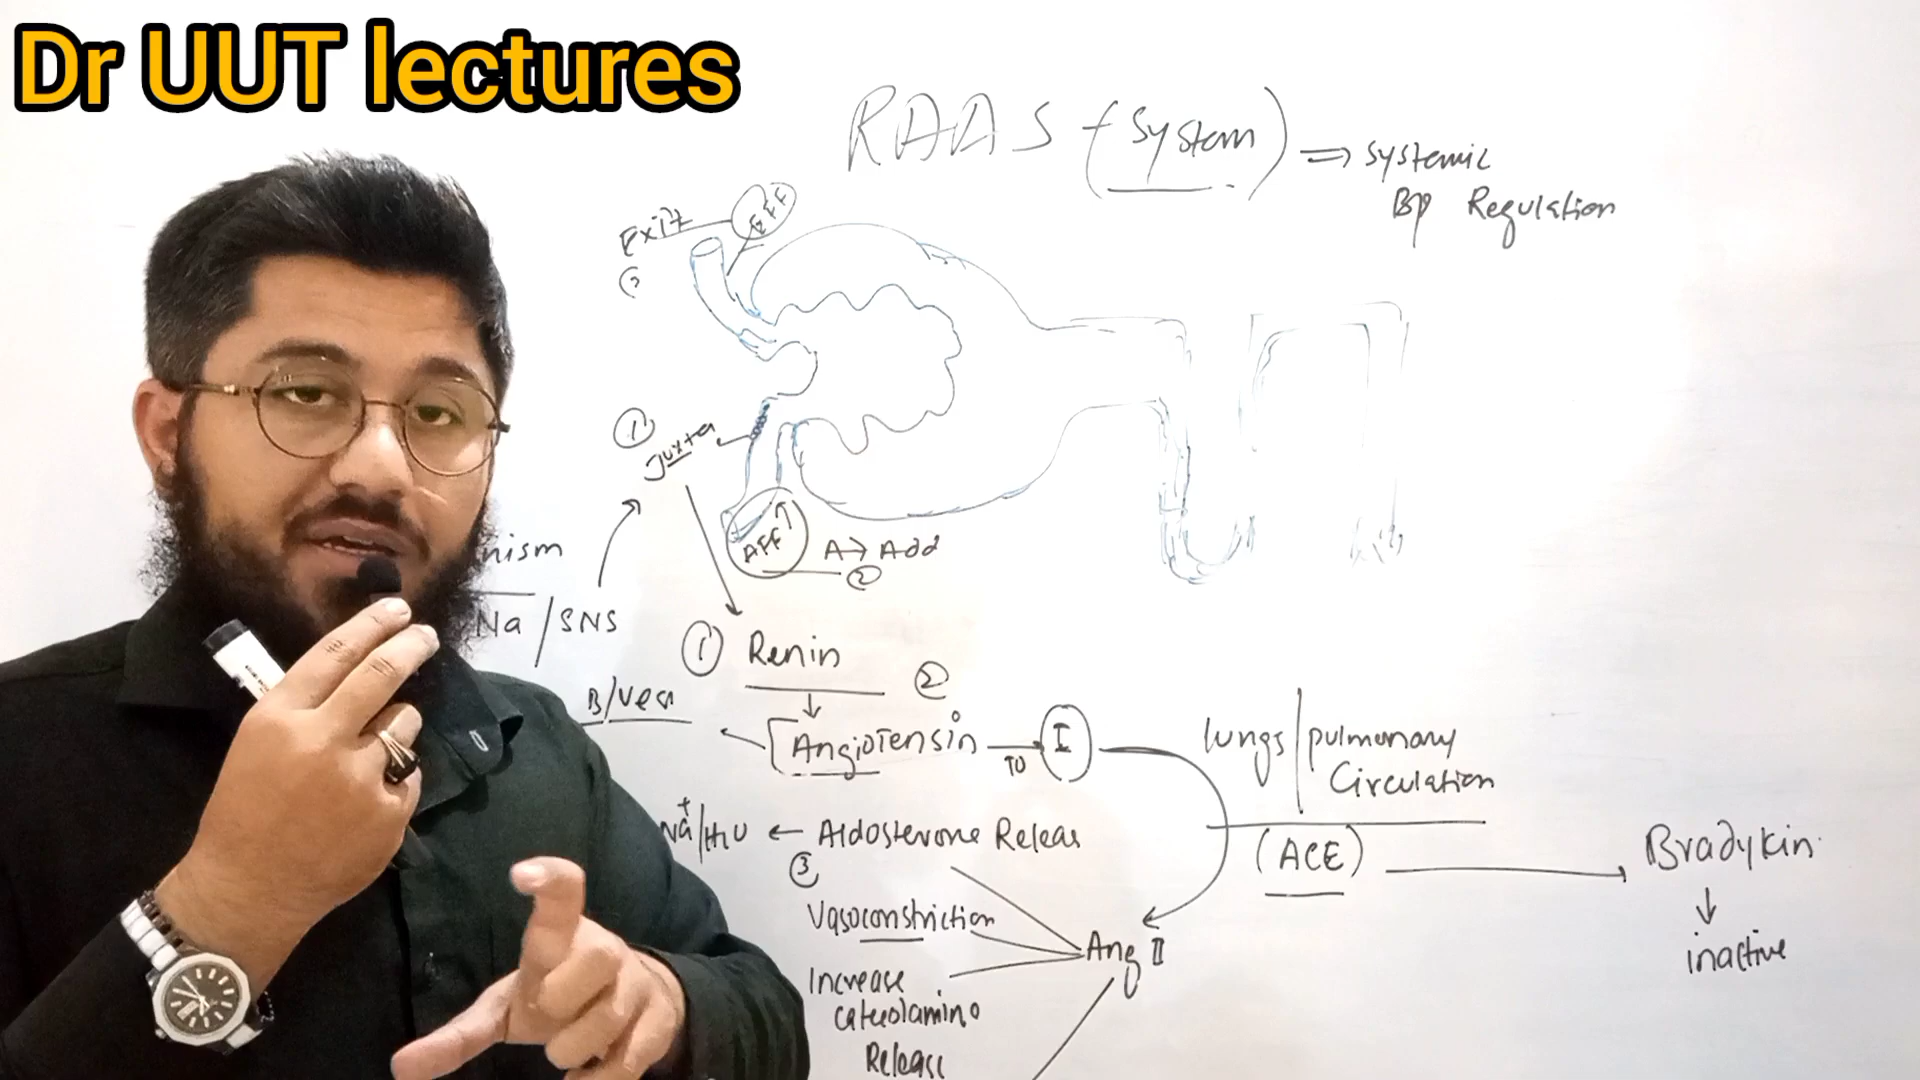 Dr UUT lectures
RAAS (System) ⇒ Systemic
Bp Regulation
Exit
EFF
①
Juxta
AFF
A → Add
②
nism
Na / SNS
① Renin
②
B/Vess
Angiotensin
TO
I
lungs | pulmonary
Circulation
(ACE)
Bradykin
inactive
Na⁺/H₂O ← Aldosterone Releas
③
Vasoconstriction
Ang II
Increase
Release